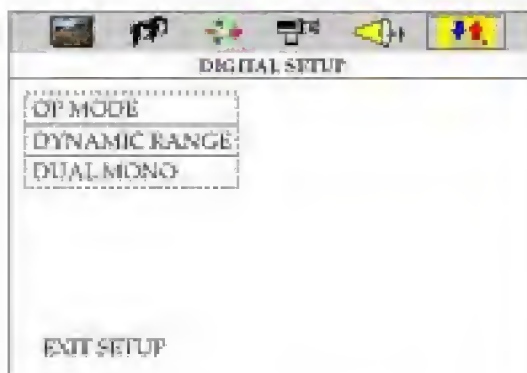 DIGITAL SETUP
OP MODE
DYNAMIC RANGE
DUAL MONO
EXIT SETUP